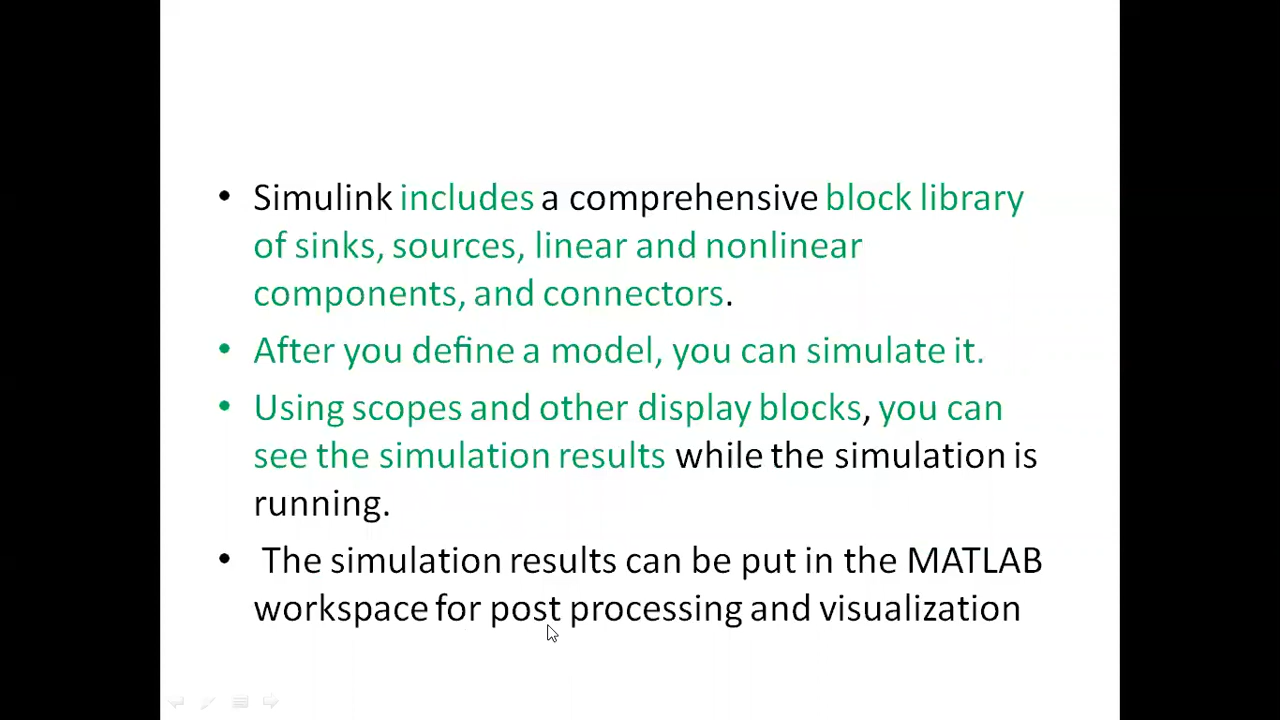 • Simulink includes a comprehensive block library
of sinks, sources, linear and nonlinear
components, and connectors.
• After you define a model, you can simulate it.
• Using scopes and other display blocks, you can
see the simulation results while the simulation is
running.
• The simulation results can be put in the MATLAB
workspace for post processing and visualization